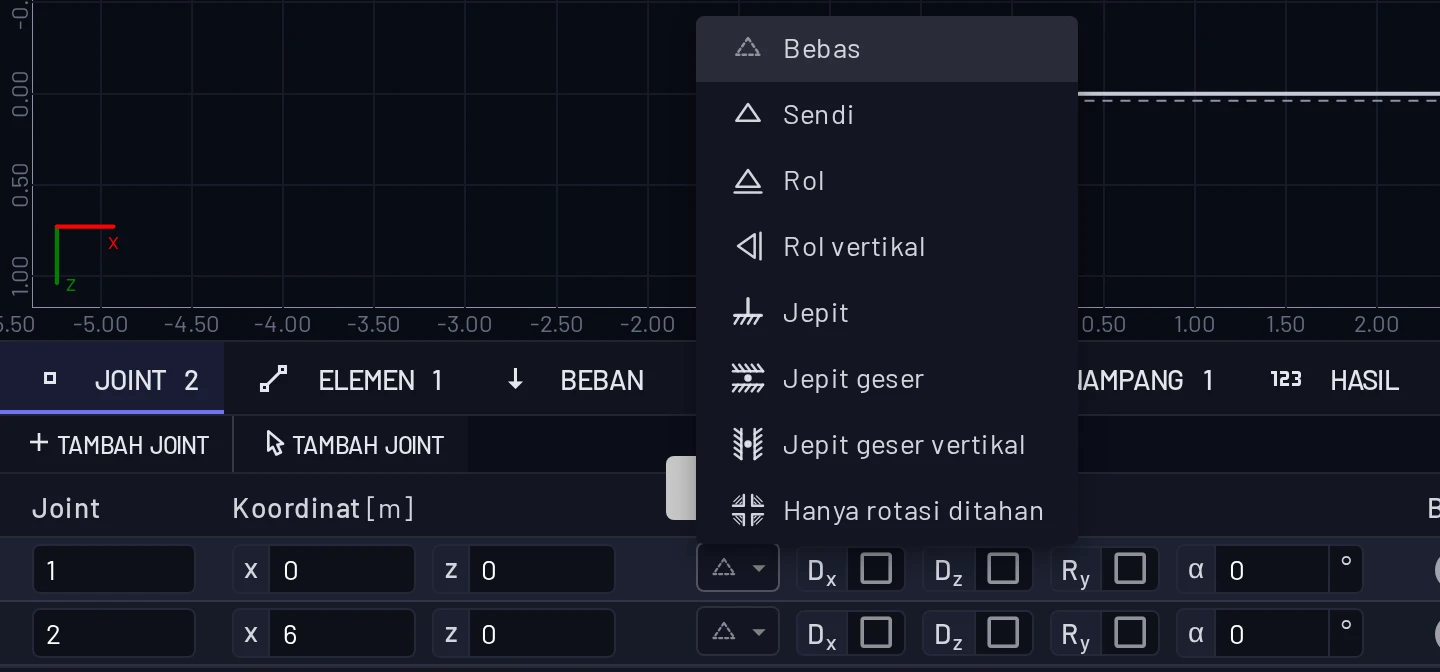 -0.
0.00
0.50
1.00
x
z
5.50 -5.00 -4.50 -4.00 -3.50 -3.00 -2.50 -2.00 0.50 1.00 1.50 2.00
Bebas
Sendi
Rol
Rol vertikal
Jepit
Jepit geser
Jepit geser vertikal
Hanya rotasi ditahan
JOINT 2 ELEMEN 1 BEBAN NAMPANG 1 123 HASIL
+ TAMBAH JOINT TAMBAH JOINT
Joint Koordinat [m] B
1 x 0 z 0 Dx Dz Ry α 0 °
2 x 6 z 0 Dx Dz Ry α 0 °